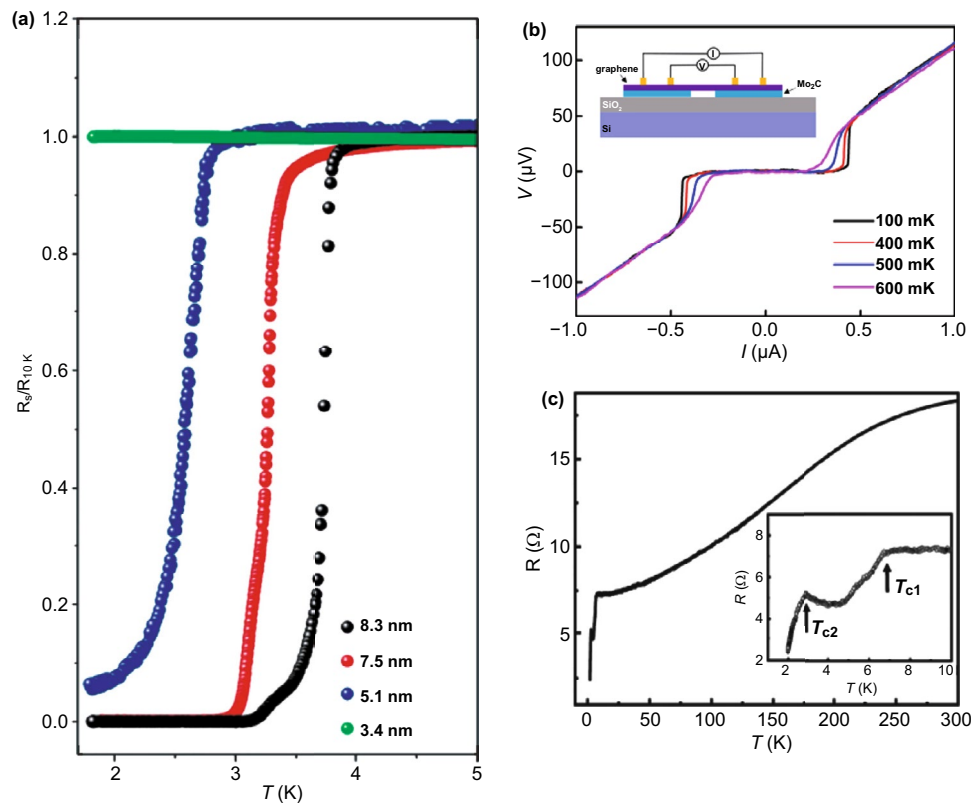 (a)
1.2
1.0
0.8
0.6
0.4
0.2
0.0
R_s/R_10 K
2 3 4 5
T (K)
8.3 nm
7.5 nm
5.1 nm
3.4 nm
(b)
100
50
0
−50
−100
V (μV)
I
V
graphene
Mo₂C
SiO₂
Si
100 mK
400 mK
500 mK
600 mK
−1.0 −0.5 0.0 0.5 1.0
I (μA)
(c)
15
10
5
R (Ω)
0 50 100 150 200 250 300
T (K)
8
6
4
2
R (Ω)
T_c1
T_c2
2 4 6 8 10
T (K)